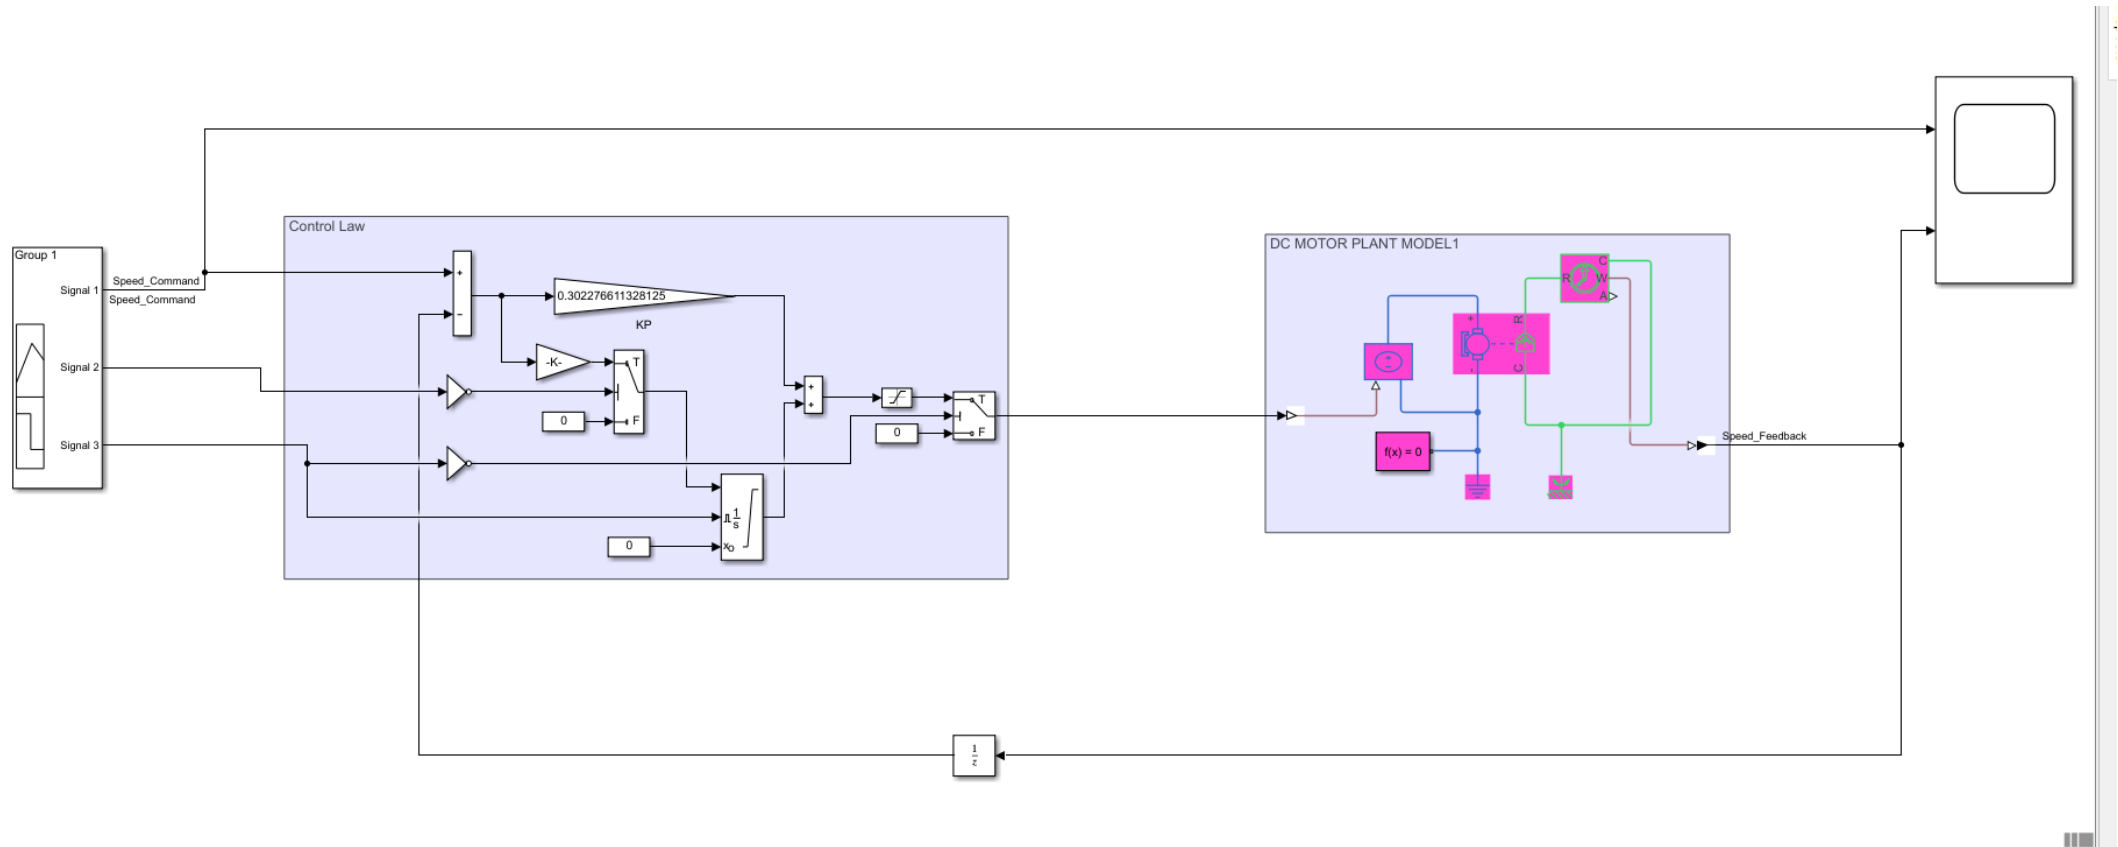 Control Law
Group 1
DC MOTOR PLANT MODEL1
C
R
W
A
Speed_Command
Signal 1
Speed_Command
+
0.302276611328125
-
KP
+
R
Signal 2
-K-
T
C
-
+
+
T
0
F
0
F
Signal 3
f(x) = 0
Speed_Feedback
1
s
0
x0
1
z